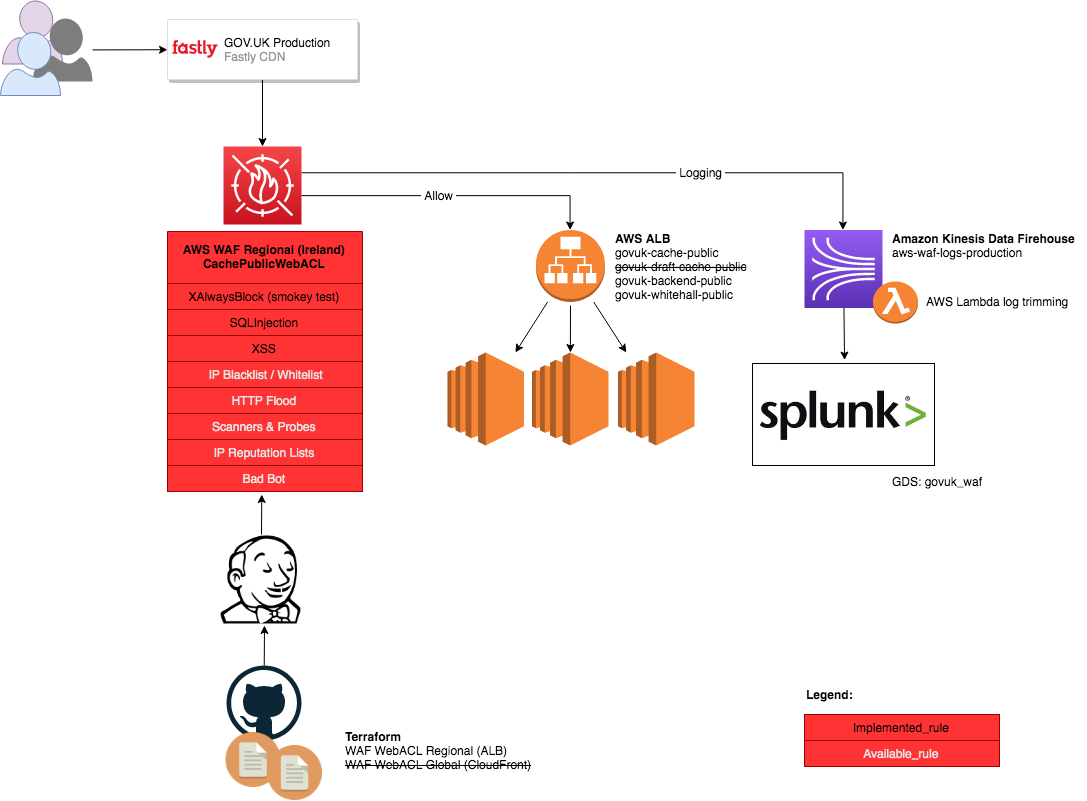 fastly
GOV.UK Production
Fastly CDN
Logging
Allow
AWS WAF Regional (Ireland)
CachePublicWebACL
XAlwaysBlock (smokey test)
SQLInjection
XSS
IP Blacklist / Whitelist
HTTP Flood
Scanners & Probes
IP Reputation Lists
Bad Bot
AWS ALB
govuk-cache-public
govuk-draft-cache-public
govuk-backend-public
govuk-whitehall-public
Amazon Kinesis Data Firehouse
aws-waf-logs-production
AWS Lambda log trimming
splunk>
GDS: govuk_waf
Terraform
WAF WebACL Regional (ALB)
WAF WebACL Global (CloudFront)
Legend:
Implemented_rule
Available_rule